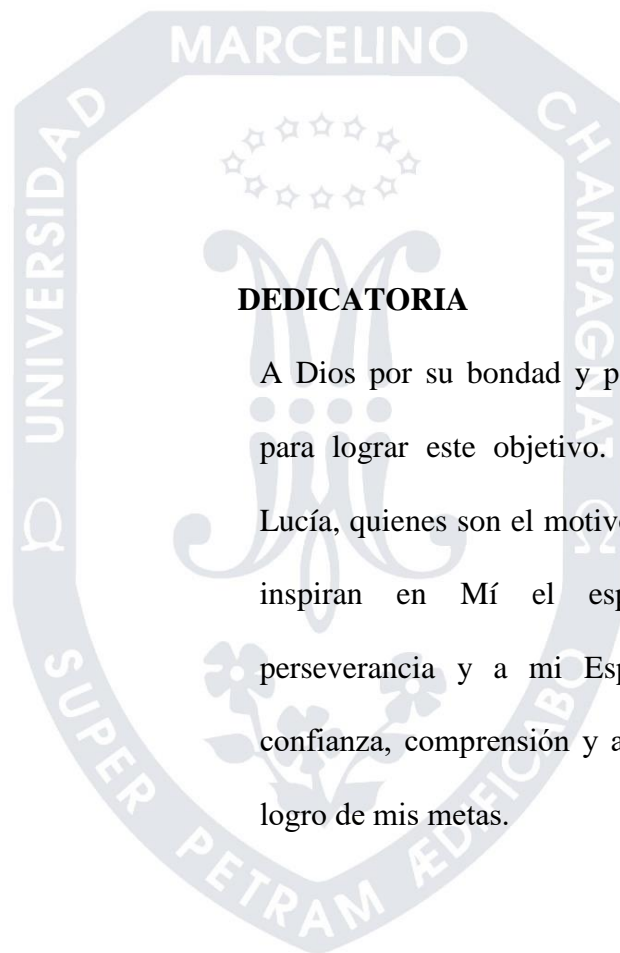 MARCELINO
UNIVERSIDAD
CHAMPAGNAT
DEDICATORIA
A Dios por su bondad y p
para lograr este objetivo.
Lucía, quienes son el motiv
inspiran en Mí el esp
perseverancia y a mi Esp
confianza, comprensión y a
logro de mis metas.
SUPER PETRAM ÆDIFICABO